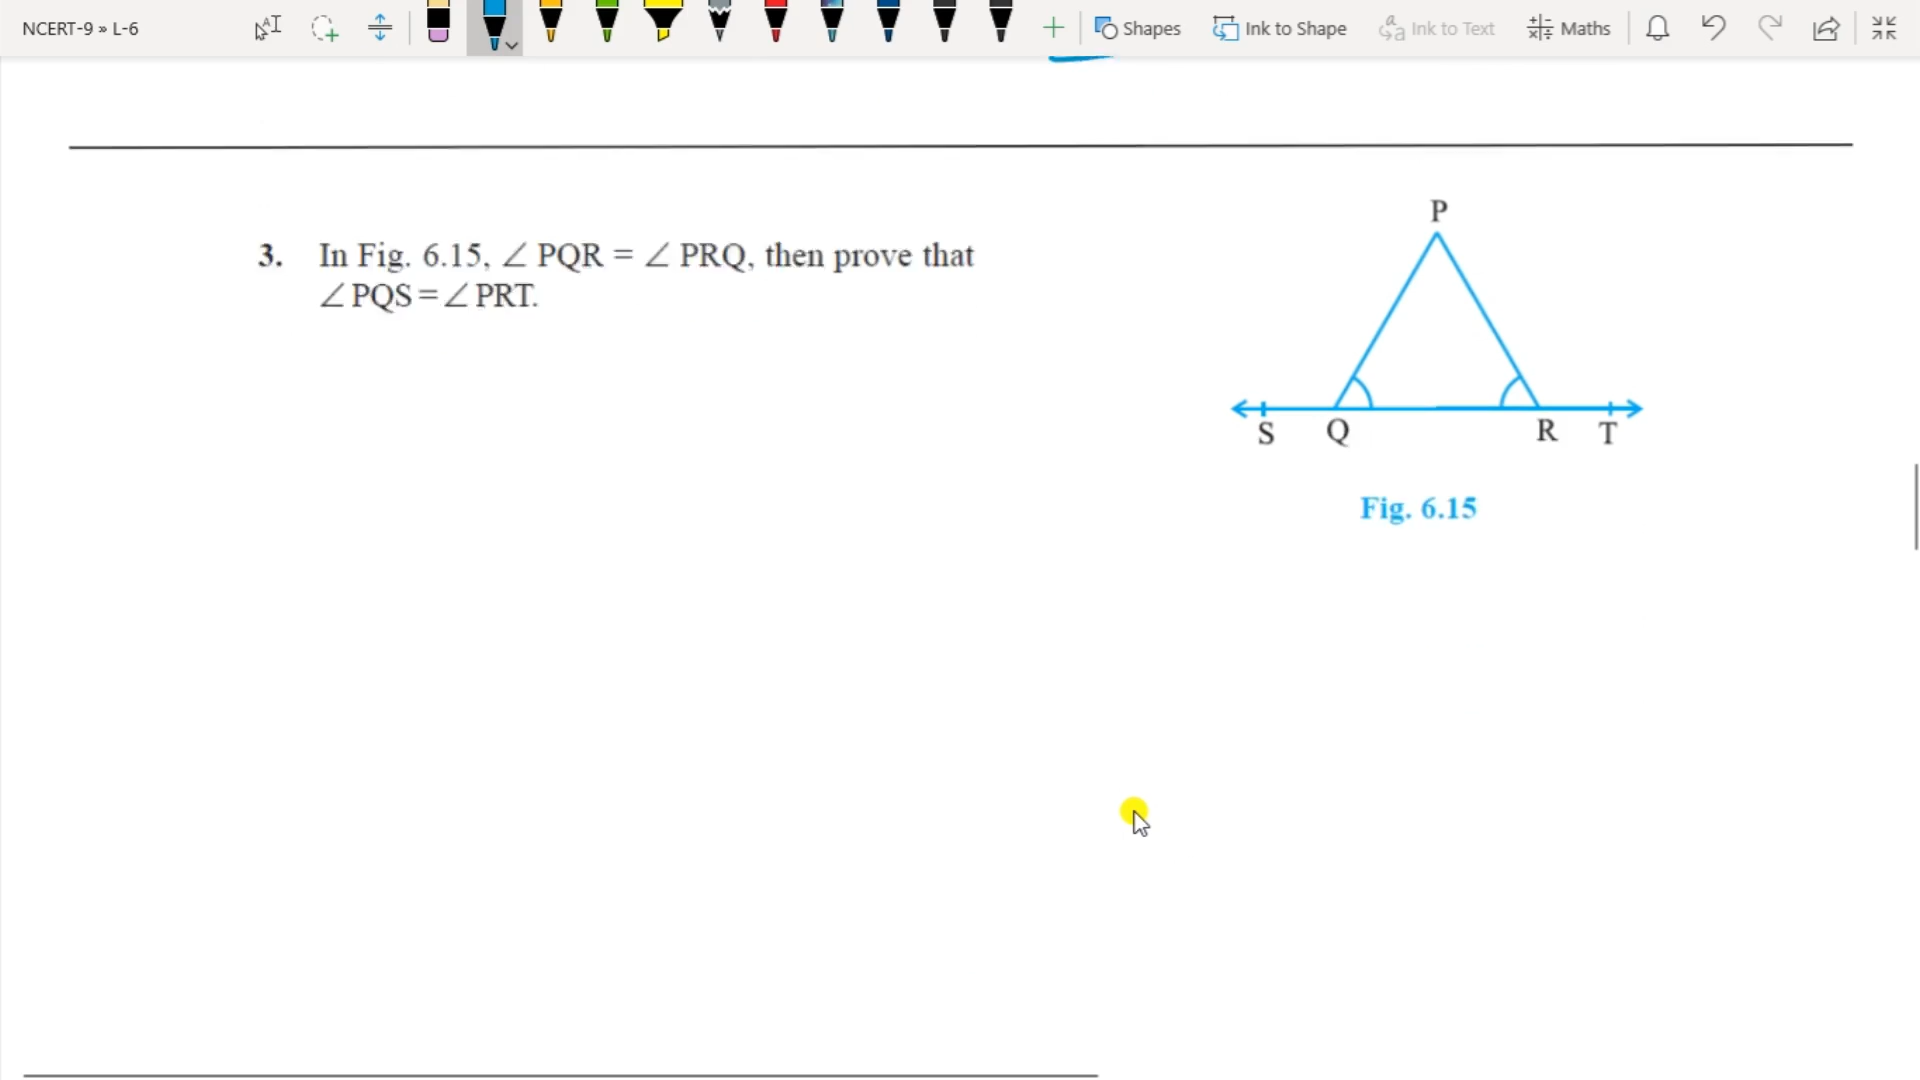 NCERT-9 » L-6
Shapes
Ink to Shape
Ink to Text
Maths
3. In Fig. 6.15, ∠ PQR = ∠ PRQ, then prove that
∠ PQS = ∠ PRT.
P
S Q R T
Fig. 6.15